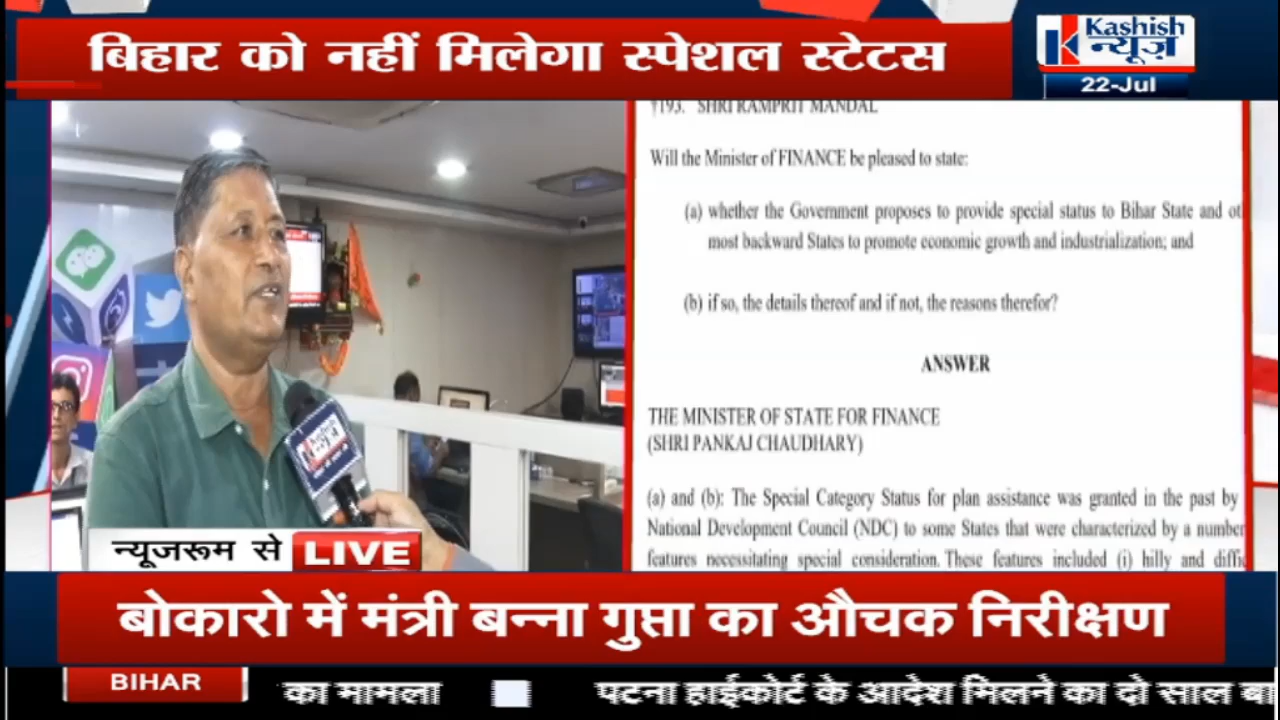 बिहार को नहीं मिलेगा स्पेशल स्टेटस
Kashish
न्यूज़
22-Jul
†193. SHRI RAMPRIT MANDAL
Will the Minister of FINANCE be pleased to state:
(a) whether the Government proposes to provide special status to Bihar State and ot
most backward States to promote economic growth and industrialization; and
(b) if so, the details thereof and if not, the reasons therefor?
ANSWER
THE MINISTER OF STATE FOR FINANCE
(SHRI PANKAJ CHAUDHARY)
(a) and (b): The Special Category Status for plan assistance was granted in the past by
National Development Council (NDC) to some States that were characterized by a number
features necessitating special consideration. These features included (i) hilly and diffic
Kashish
न्यूज़
न्यूजरूम से LIVE
बोकारो में मंत्री बन्ना गुप्ता का औचक निरीक्षण
BIHAR
का मामला पटना हाईकोर्ट के आदेश मिलने का दो साल बा